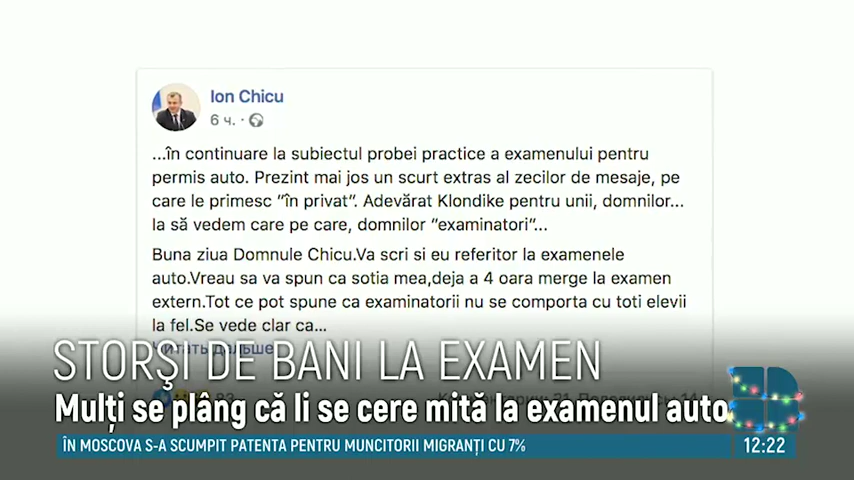 Ion Chicu
6 ч. ·
...în continuare la subiectul probei practice a examenului pentru
permis auto. Prezint mai jos un scurt extras al zecilor de mesaje, pe
care le primesc ”în privat”. Adevărat Klondike pentru unii, domnilor...
Ia să vedem care pe care, domnilor ”examinatori”...
Buna ziua Domnule Chicu.Va scri si eu referitor la examenele
auto.Vreau sa va spun ca sotia mea,deja a 4 oara merge la examen
extern.Tot ce pot spune ca examinatorii nu se comporta cu toti elevii
la fel.Se vede clar ca...
Читать дальше
STORȘI DE BANI LA EXAMEN
Mulți se plâng că li se cere mită la examenul auto
ÎN MOSCOVA S-A SCUMPIT PATENTA PENTRU MUNCITORII MIGRANȚI CU 7%
12:22